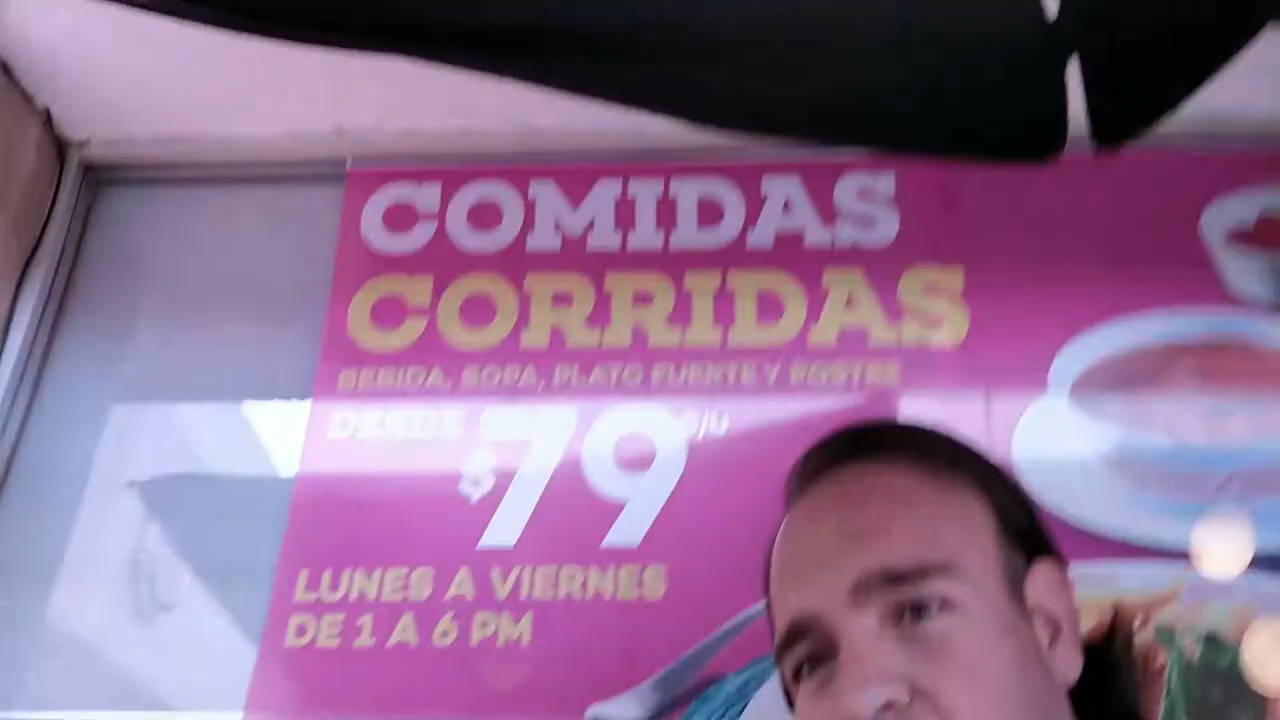 COMIDAS
CORRIDAS
BEBIDA, SOPA, PLATO FUERTE Y POSTRE
DESDE $79 C/U
LUNES A VIERNES
DE 1 A 6 PM